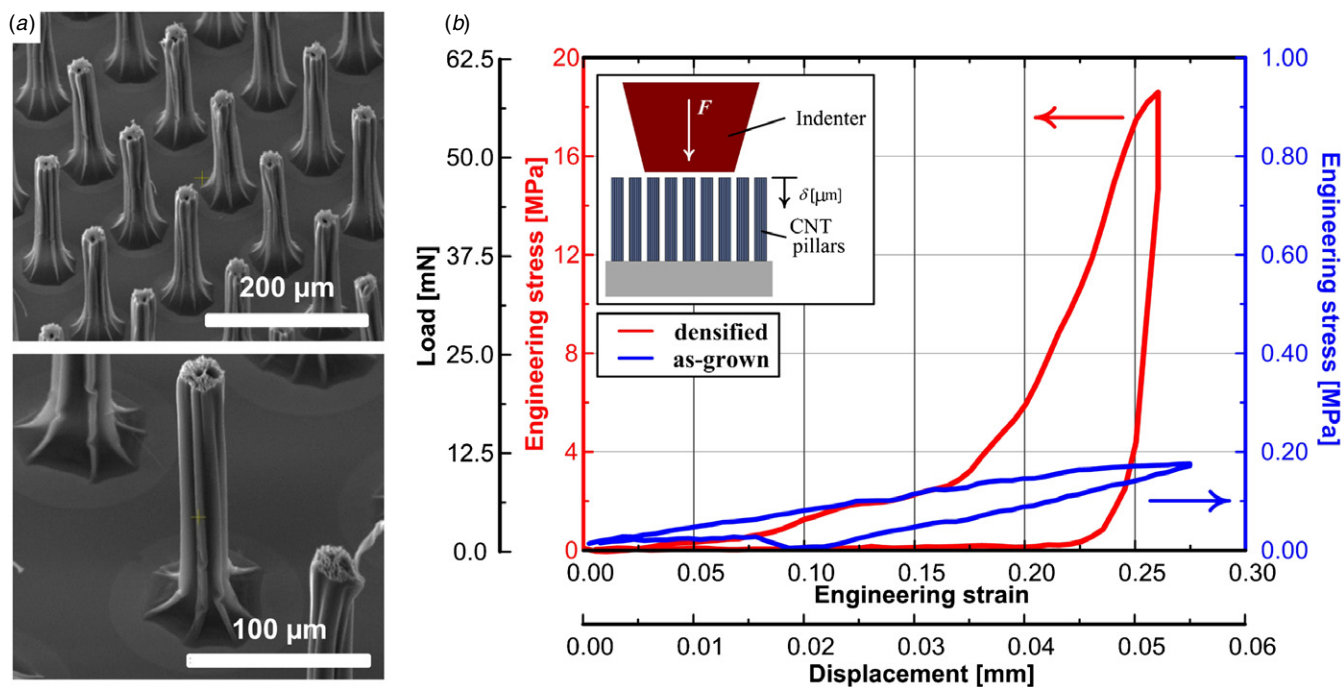 (a)
200 µm
100 µm
(b)
Load [mN]
62.5
50.0
37.5
25.0
12.5
0.0
Engineering stress [MPa]
20
16
12
8
4
0
F
Indenter
δ [µm]
CNT
pillars
densified
as-grown
1.00
0.80
0.60
0.40
0.20
0.00
Engineering stress [MPa]
0.00 0.05 0.10 0.15 0.20 0.25 0.30
Engineering strain
0.00 0.01 0.02 0.03 0.04 0.05 0.06
Displacement [mm]